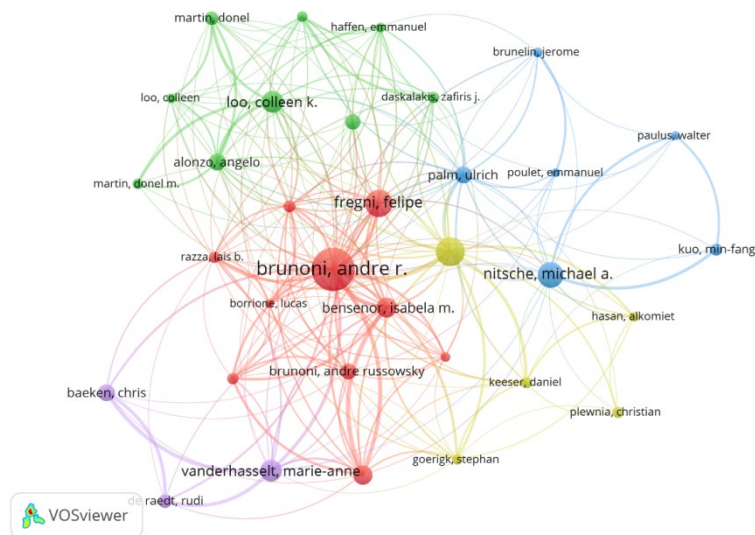 martin, donel
haffen, emmanuel
brunelin, jerome
loo, colleen
loo, colleen k.
daskalakis, zafiris j.
paulus, walter
alonzo, angelo
palm, ulrich
poulet, emmanuel
martin, donel m.
fregni, felipe
razza, lais b.
kuo, min-fang
brunoni, andre r.
nitsche, michael a.
borrione, lucas
bensenor, isabela m.
hasan, alkomiet
brunoni, andre russowsky
keeser, daniel
baeken, chris
plewnia, christian
goerigk, stephan
vanderhasselt, marie-anne
de raedt, rudi
VOSviewer